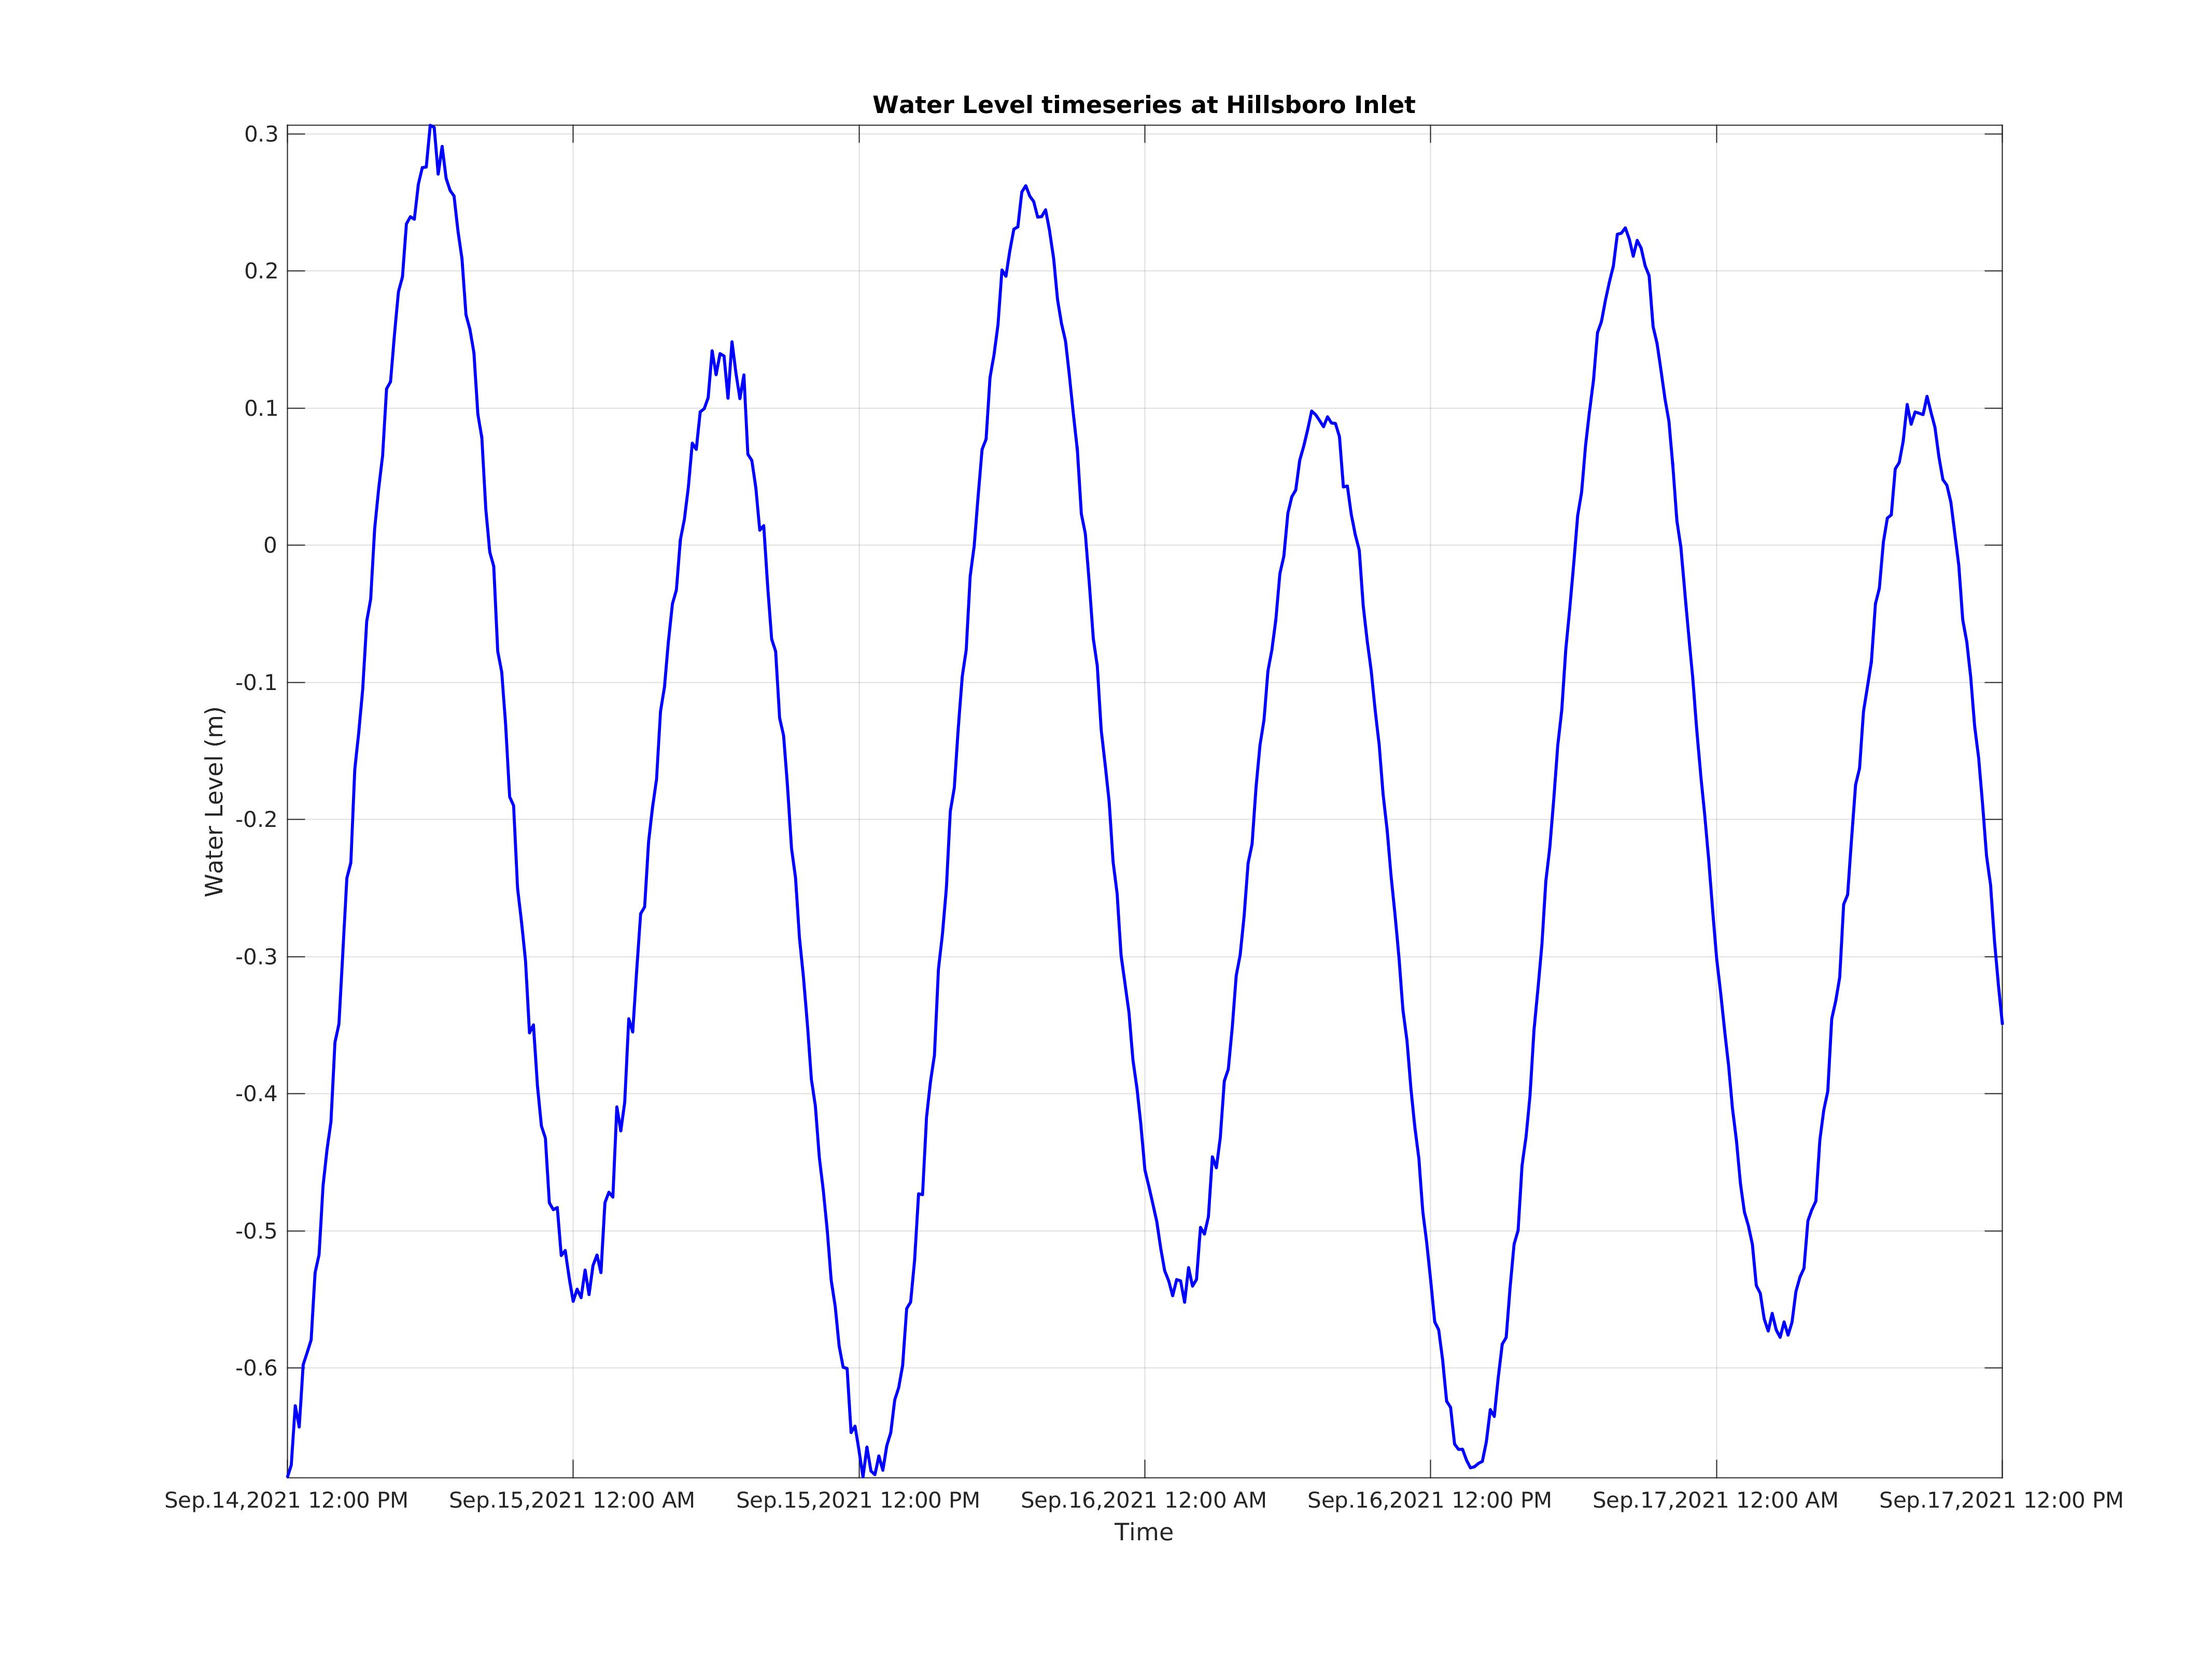 Water Level timeseries at Hillsboro Inlet
0.3
0.2
0.1
0
-0.1
-0.2
-0.3
-0.4
-0.5
-0.6
Water Level (m)
Sep.14,2021 12:00 PM Sep.15,2021 12:00 AM Sep.15,2021 12:00 PM Sep.16,2021 12:00 AM Sep.16,2021 12:00 PM Sep.17,2021 12:00 AM Sep.17,2021 12:00 PM
Time